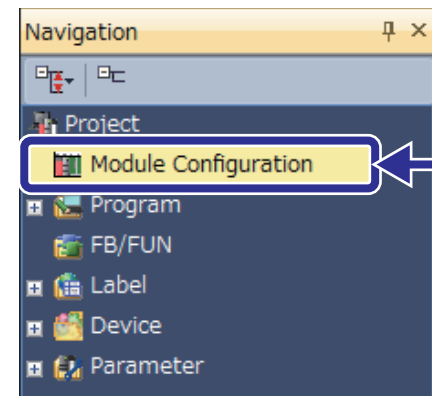 Navigation
Project
Module Configuration
Program
FB/FUN
Label
Device
Parameter